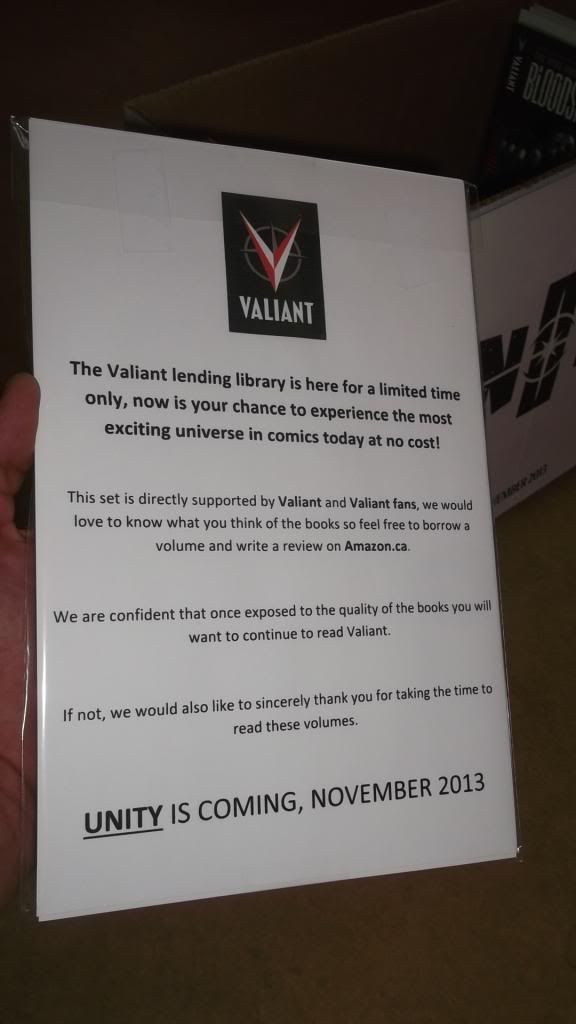 VALIANT
The Valiant lending library is here for a limited time
only, now is your chance to experience the most
exciting universe in comics today at no cost!
This set is directly supported by Valiant and Valiant fans, we would
love to know what you think of the books so feel free to borrow a
volume and write a review on Amazon.ca.
We are confident that once exposed to the quality of the books you will
want to continue to read Valiant.
If not, we would also like to sincerely thank you for taking the time to
read these volumes.
UNITY IS COMING, NOVEMBER 2013
VALIANT
BLOODS
VEMBER 2013